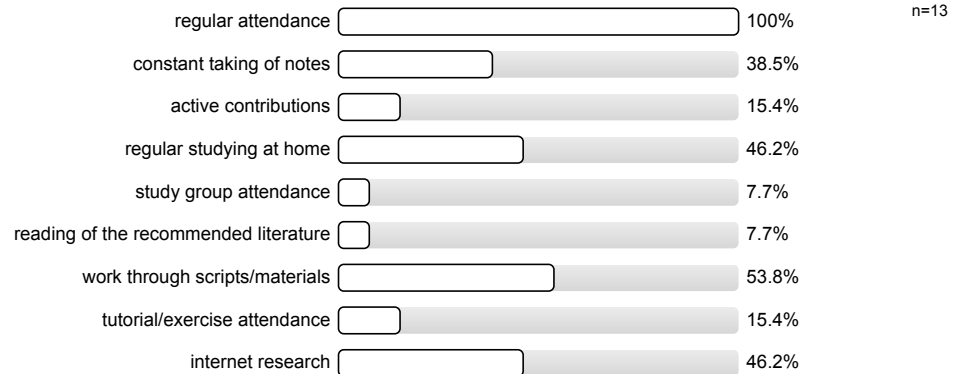 n=13
regular attendance 100%
constant taking of notes 38.5%
active contributions 15.4%
regular studying at home 46.2%
study group attendance 7.7%
reading of the recommended literature 7.7%
work through scripts/materials 53.8%
tutorial/exercise attendance 15.4%
internet research 46.2%